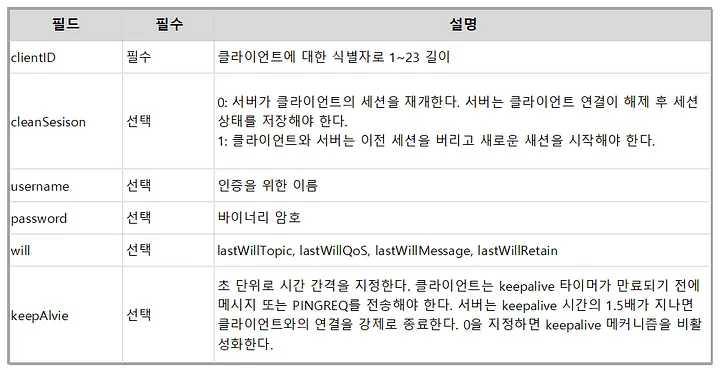 필드 필수 설명
clientID 필수 클라이언트에 대한 식별자로 1~23 길이
cleanSesison 선택 0: 서버가 클라이언트의 세션을 재개한다. 서버는 클라이언트 연결이 해제 후 세션
상태를 저장해야 한다.
1: 클라이언트와 서버는 이전 세션을 버리고 새로운 새션을 시작해야 한다.
username 선택 인증을 위한 이름
password 선택 바이너리 암호
will 선택 lastWillTopic, lastWillQoS, lastWillMessage, lastWillRetain
keepAlvie 선택 초 단위로 시간 간격을 지정한다. 클라이언트는 keepalive 타이머가 만료되기 전에
메시지 또는 PINGREQ를 전송해야 한다. 서버는 keepalive 시간의 1.5배가 지나면
클라이언트와의 연결을 강제로 종료한다. 0을 지정하면 keepalive 메커니즘을 비활
성화한다.